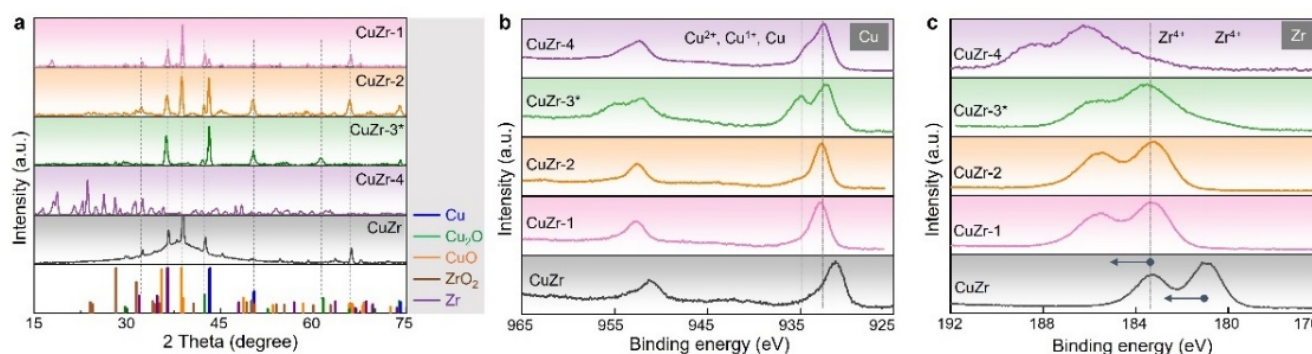 a
CuZr-1
CuZr-2
CuZr-3*
CuZr-4
CuZr
Cu
Cu₂O
CuO
ZrO₂
Zr
Intensity (a.u.)
15 30 45 60 75
2 Theta (degree)
b
Cu
Cu²⁺, Cu¹⁺, Cu
CuZr-4
CuZr-3*
CuZr-2
CuZr-1
CuZr
Intensity (a.u.)
965 955 945 935 925
Binding energy (eV)
c
Zr
Zr⁴⁺ Zr⁴⁺
CuZr-4
CuZr-3*
CuZr-2
CuZr-1
CuZr
Intensity (a.u.)
192 188 184 180 176
Binding energy (eV)